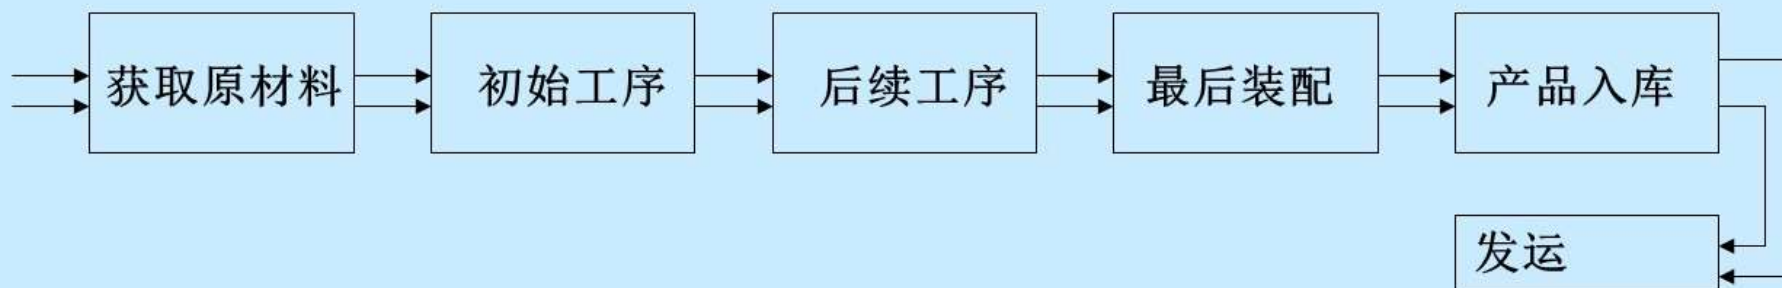 获取原材料
初始工序
后续工序
最后装配
产品入库
发运